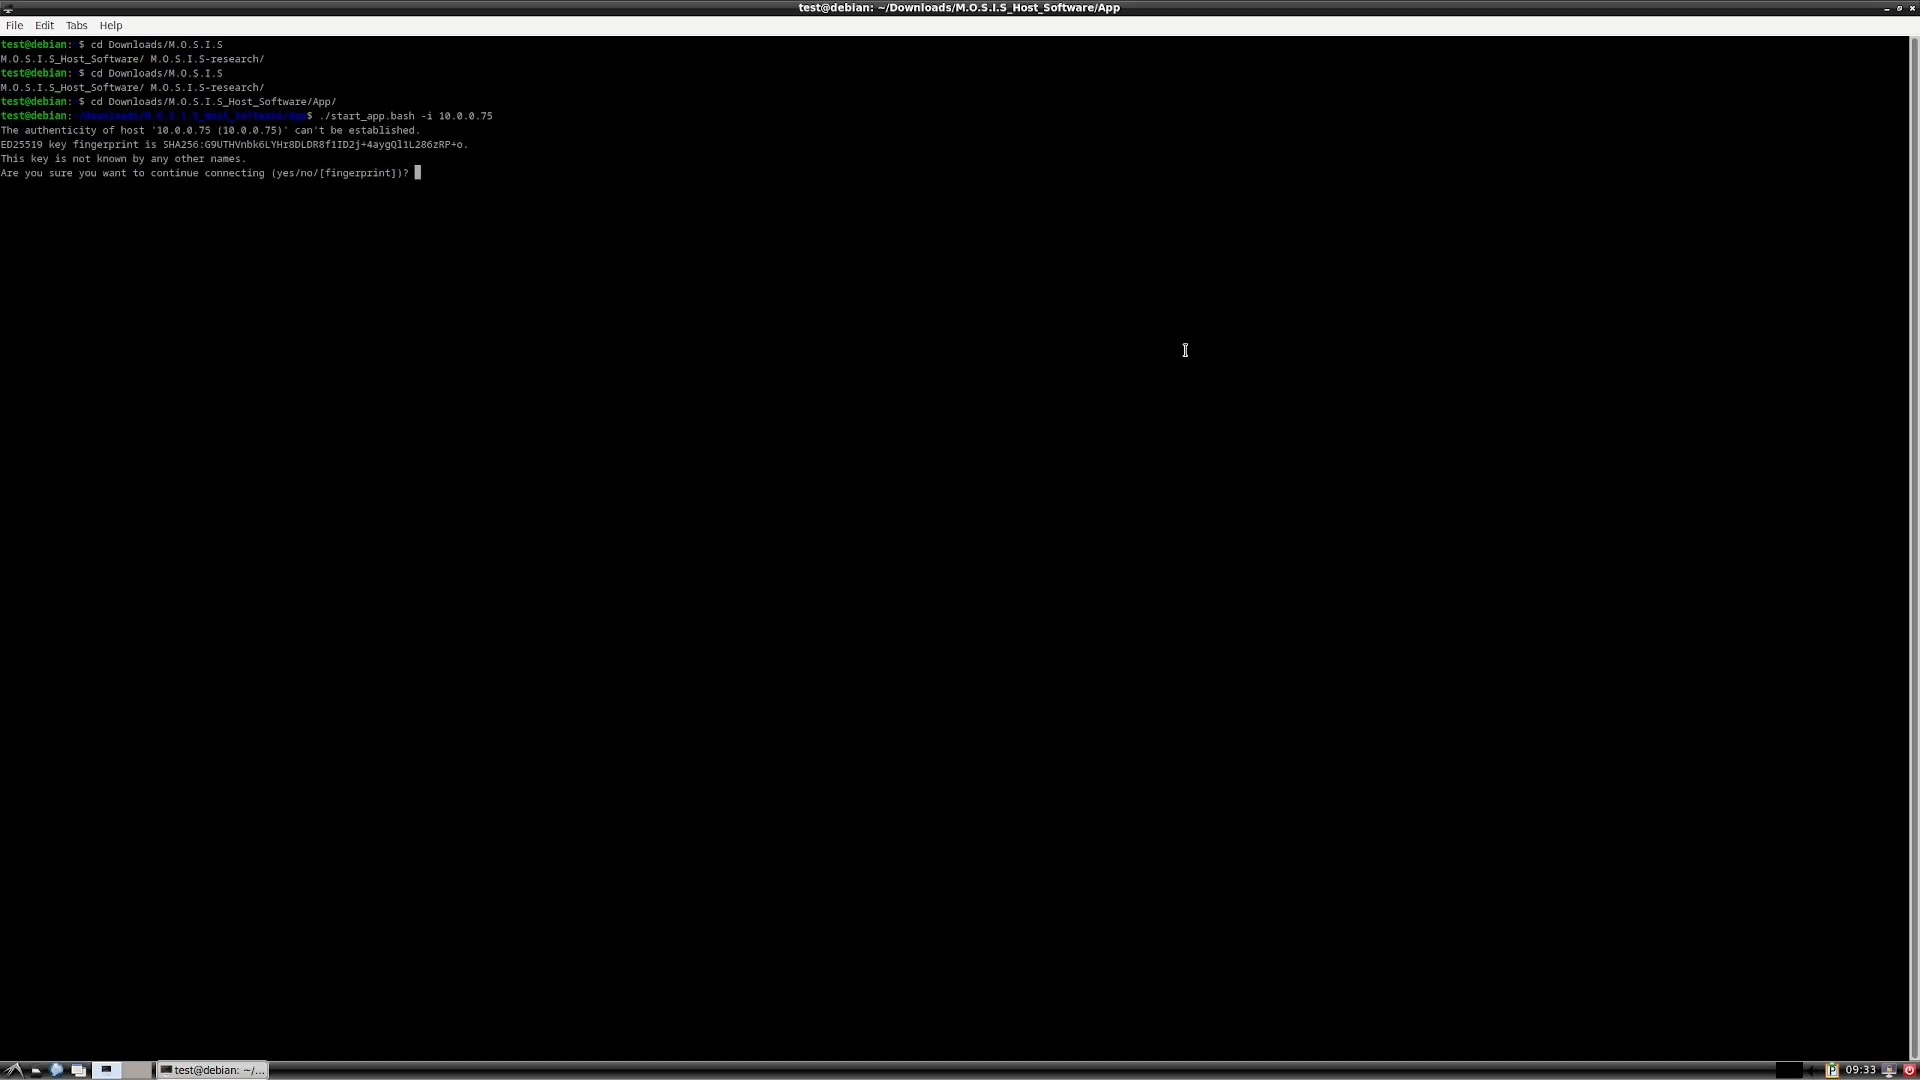 test@debian: ~/Downloads/M.O.S.I.S_Host_Software/App
File Edit Tabs Help
test@debian: $ cd Downloads/M.O.S.I.S
M.O.S.I.S_Host_Software/ M.O.S.I.S-research/
test@debian: $ cd Downloads/M.O.S.I.S
M.O.S.I.S_Host_Software/ M.O.S.I.S-research/
test@debian: $ cd Downloads/M.O.S.I.S_Host_Software/App/
test@debian:~/Downloads/M.O.S.I.S_Host_Software/App$ ./start_app.bash -i 10.0.0.75
The authenticity of host '10.0.0.75 (10.0.0.75)' can't be established.
ED25519 key fingerprint is SHA256:G9UTHVnbk6LYHr8DLDR8f1ID2j+4aygQl1L286zRP+o.
This key is not known by any other names.
Are you sure you want to continue connecting (yes/no/[fingerprint])?
test@debian: ~/...
09:33